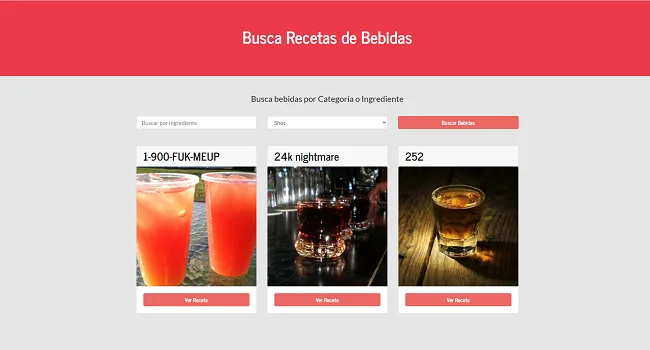 Busca Recetas de Bebidas
Busca bebidas por Categoría o Ingrediente
Buscar por Ingrediente
Shot
Buscar Bebidas
1-900-FUK-MEUP
24k nightmare
252
Ver Receta
Ver Receta
Ver Receta